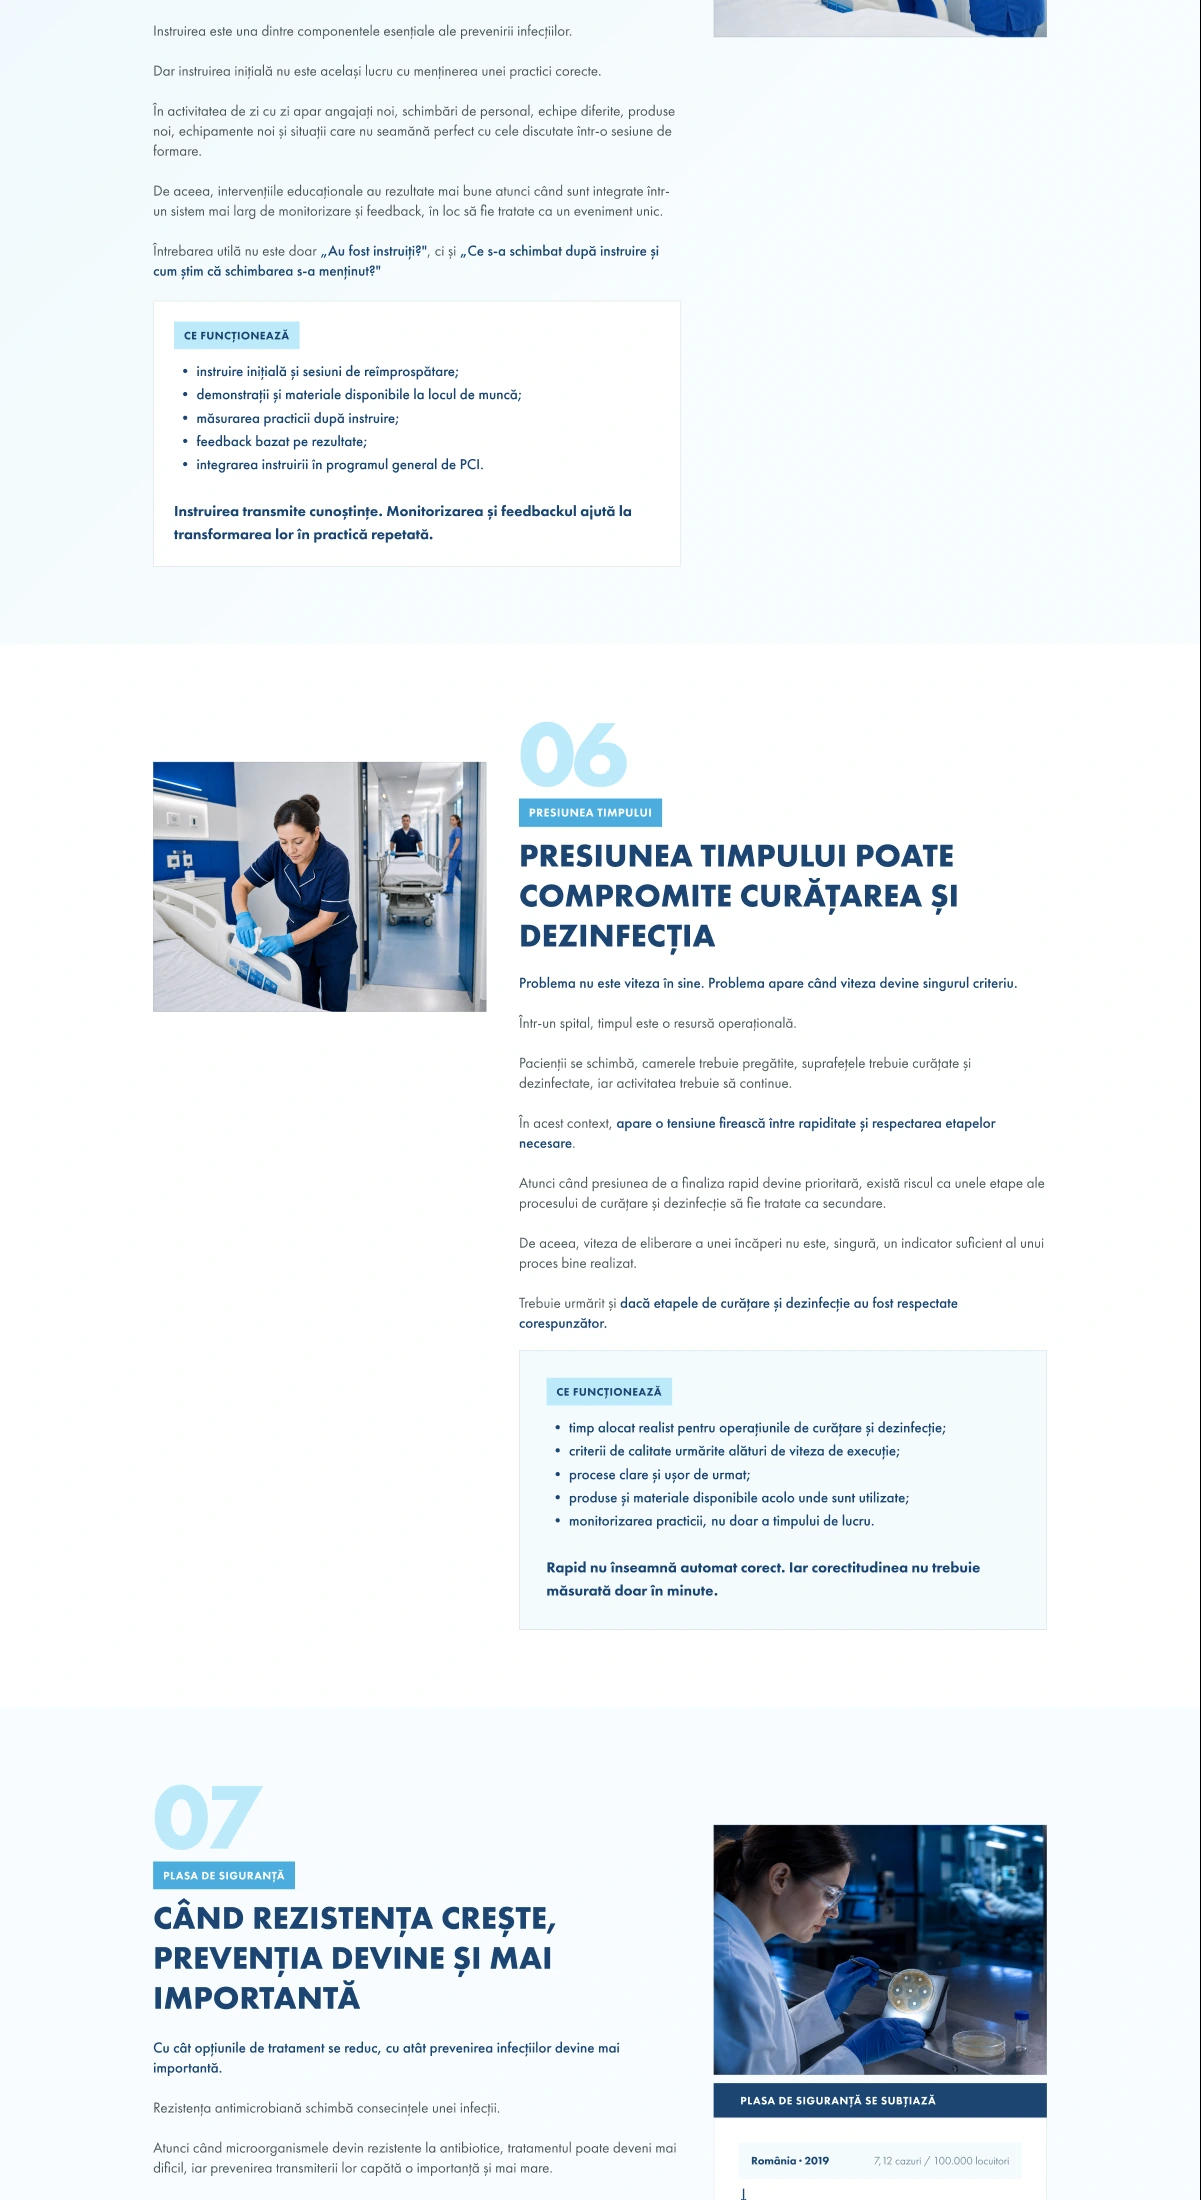 Instruirea este una dintre componentele esențiale ale prevenirii infecțiilor.
Dar instruirea inițială nu este același lucru cu menținerea unei practici corecte.
În activitatea de zi cu zi apar angajați noi, schimbări de personal, echipe diferite, produse
noi, echipamente noi și situații care nu seamănă perfect cu cele discutate într-o sesiune de
formare.
De aceea, intervențiile educaționale au rezultate mai bune atunci când sunt integrate într-
un sistem mai larg de monitorizare și feedback, în loc să fie tratate ca un eveniment unic.
Întrebarea utilă nu este doar „Au fost instruiți?", ci și „Ce s-a schimbat după instruire și
cum știm că schimbarea s-a menținut?"
CE FUNCȚIONEAZĂ
• instruire inițială și sesiuni de reîmprospătare;
• demonstrații și materiale disponibile la locul de muncă;
• măsurarea practicii după instruire;
• feedback bazat pe rezultate;
• integrarea instruirii în programul general de PCI.
Instruirea transmite cunoștințe. Monitorizarea și feedbackul ajută la
transformarea lor în practică repetată.
06
PRESIUNEA TIMPULUI
PRESIUNEA TIMPULUI POATE
COMPROMITE CURĂȚAREA ȘI
DEZINFECȚIA
Problema nu este viteza în sine. Problema apare când viteza devine singurul criteriu.
Într-un spital, timpul este o resursă operațională.
Pacienții se schimbă, camerele trebuie pregătite, suprafețele trebuie curățate și
dezinfectate, iar activitatea trebuie să continue.
În acest context, apare o tensiune firească între rapiditate și respectarea etapelor
necesare.
Atunci când presiunea de a finaliza rapid devine prioritară, există riscul ca unele etape ale
procesului de curățare și dezinfecție să fie tratate ca secundare.
De aceea, viteza de eliberare a unei încăperi nu este, singură, un indicator suficient al unui
proces bine realizat.
Trebuie urmărit și dacă etapele de curățare și dezinfecție au fost respectate
corespunzător.
CE FUNCȚIONEAZĂ
• timp alocat realist pentru operațiunile de curățare și dezinfecție;
• criterii de calitate urmărite alături de viteza de execuție;
• procese clare și ușor de urmat;
• produse și materiale disponibile acolo unde sunt utilizate;
• monitorizarea practicii, nu doar a timpului de lucru.
Rapid nu înseamnă automat corect. Iar corectitudinea nu trebuie
măsurată doar în minute.
07
PLASA DE SIGURANȚĂ
CÂND REZISTENȚA CREȘTE,
PREVENȚIA DEVINE ȘI MAI
IMPORTANTĂ
Cu cât opțiunile de tratament se reduc, cu atât prevenirea infecțiilor devine mai
importantă.
Rezistența antimicrobiană schimbă consecințele unei infecții.
Atunci când microorganismele devin rezistente la antibiotice, tratamentul poate deveni mai
dificil, iar prevenirea transmiterii lor capătă o importanță și mai mare.
PLASA DE SIGURANȚĂ SE SUBȚIAZĂ
România · 2019 7,12 cazuri / 100.000 locuitori